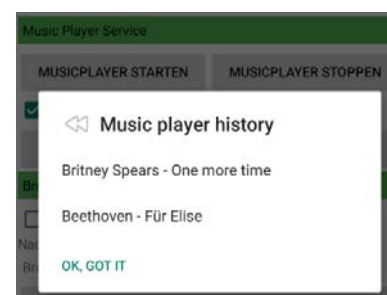 Music Player Service
MUSICPLAYER STARTEN
MUSICPLAYER STOPPEN
Music player history
Britney Spears - One more time
Beethoven - Für Elise
OK, GOT IT